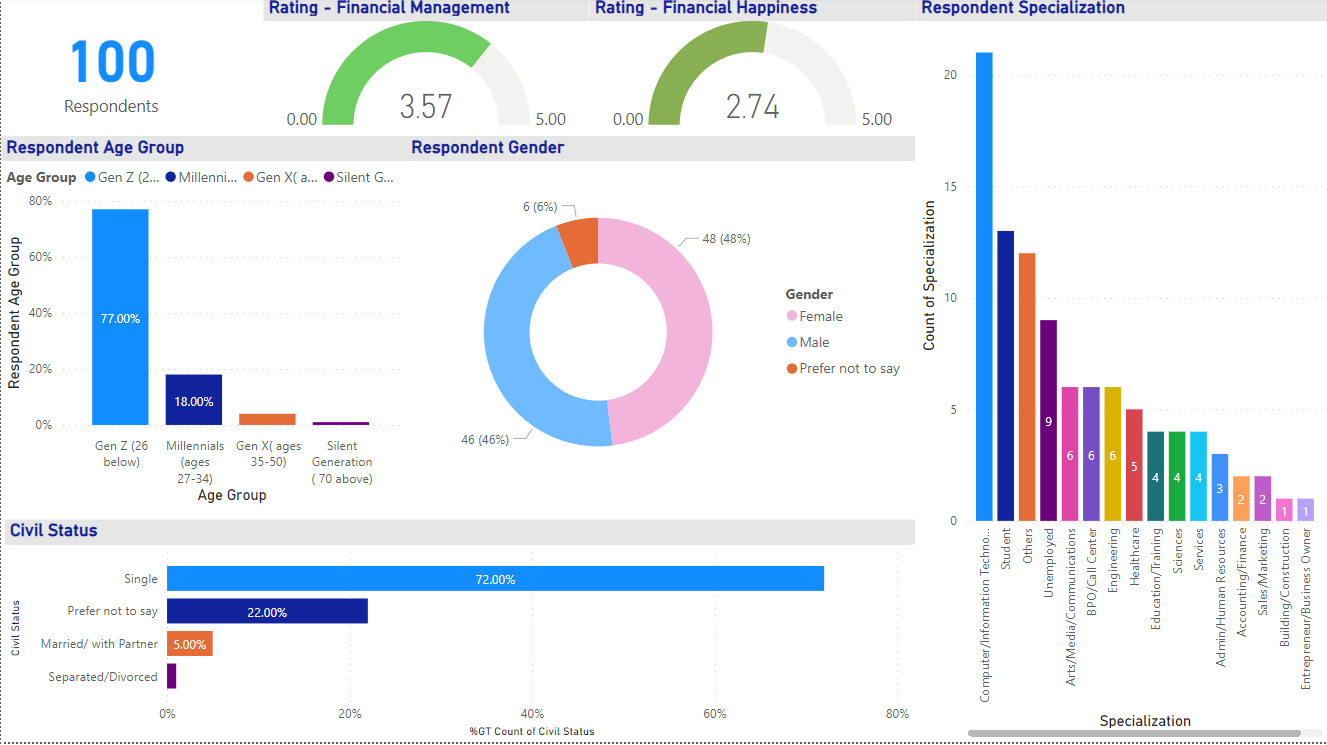 Rating - Financial Management
Rating - Financial Happiness
Respondent Specialization
100
Respondents
0.00
3.57
5.00
0.00
2.74
5.00
Respondent Age Group
Age Group
Gen Z (2...
Millenni...
Gen X( a...
Silent G...
Respondent Age Group
80%
60%
40%
20%
0%
77.00%
18.00%
Gen Z (26
below)
Millennials
(ages
27-34)
Gen X( ages
35-50)
Silent
Generation
( 70 above)
Age Group
Respondent Gender
6 (6%)
48 (48%)
46 (46%)
Gender
Female
Male
Prefer not to say
Civil Status
Civil Status
Single
72.00%
Prefer not to say
22.00%
Married/ with Partner
5.00%
Separated/Divorced
0%
20%
40%
60%
80%
%GT Count of Civil Status
Count of Specialization
20
15
10
5
0
9
6
6
6
5
4
4
4
3
2
2
1
1
Computer/Information Techno...
Student
Others
Unemployed
Arts/Media/Communications
BPO/Call Center
Engineering
Healthcare
Education/Training
Sciences
Services
Admin/Human Resources
Accounting/Finance
Sales/Marketing
Building/Construction
Entrepreneur/Business Owner
Specialization